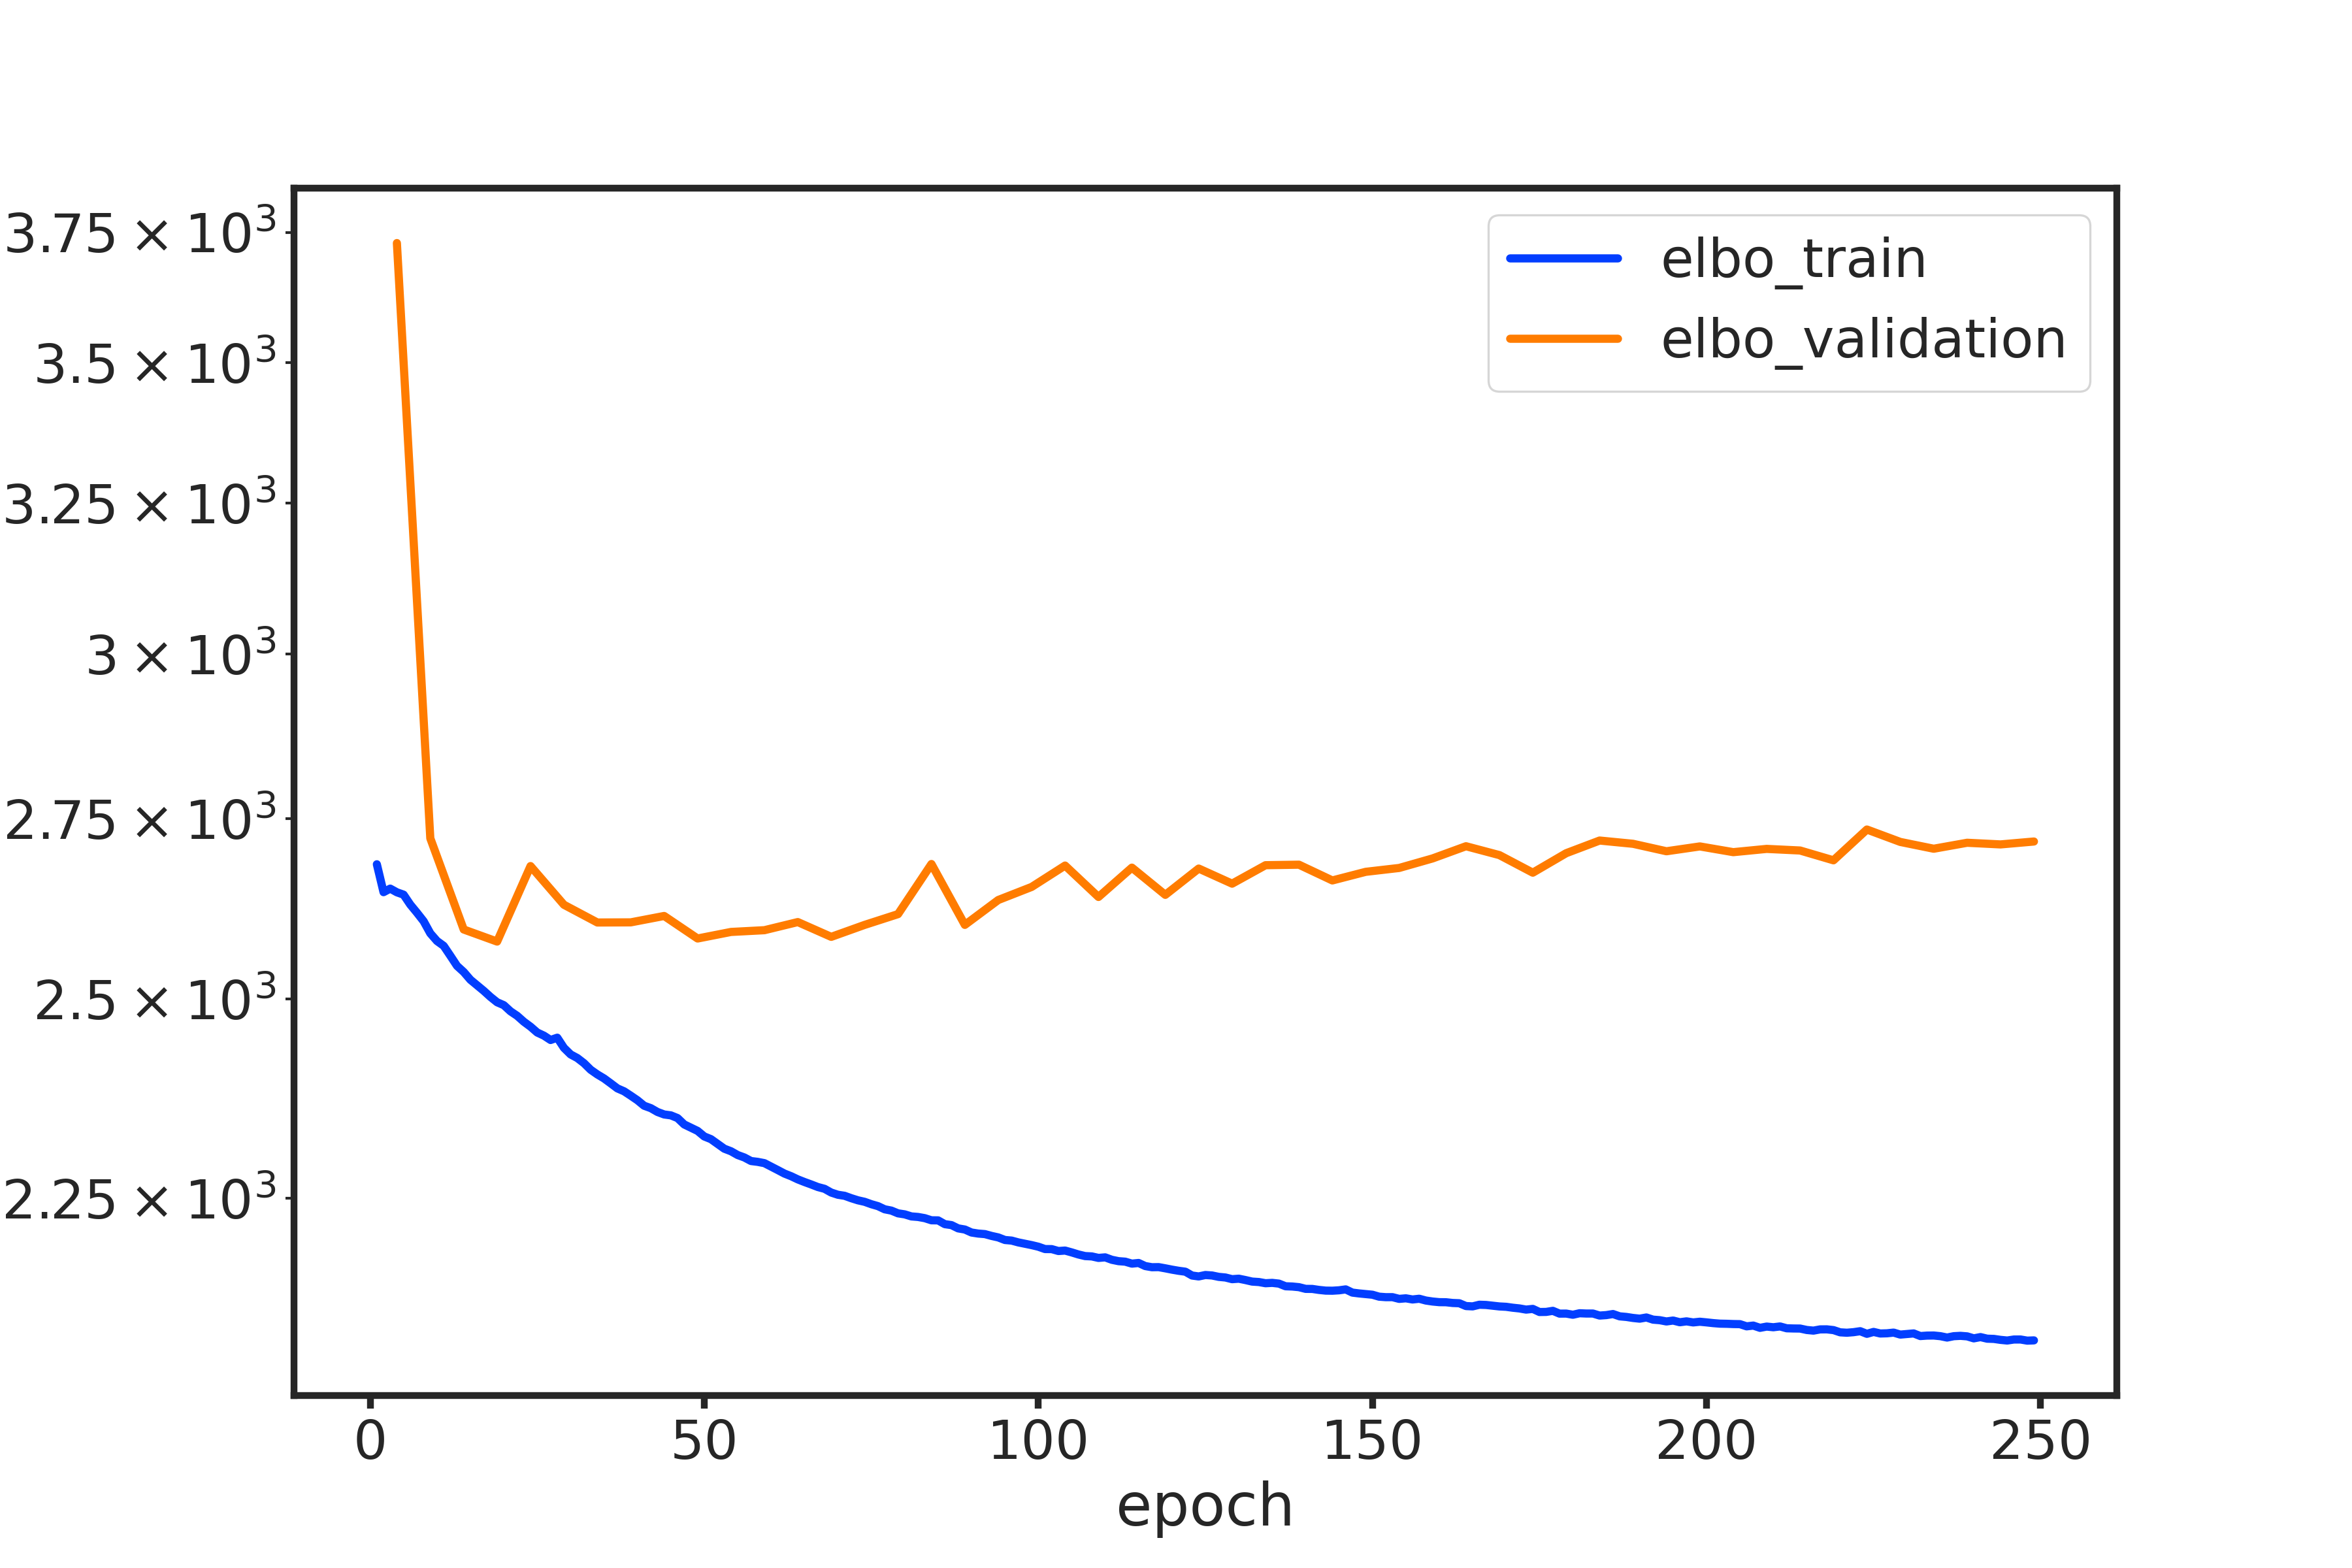 3.75 × 10³
3.5 × 10³
3.25 × 10³
3 × 10³
2.75 × 10³
2.5 × 10³
2.25 × 10³
elbo_train
elbo_validation
0 50 100 150 200 250
epoch